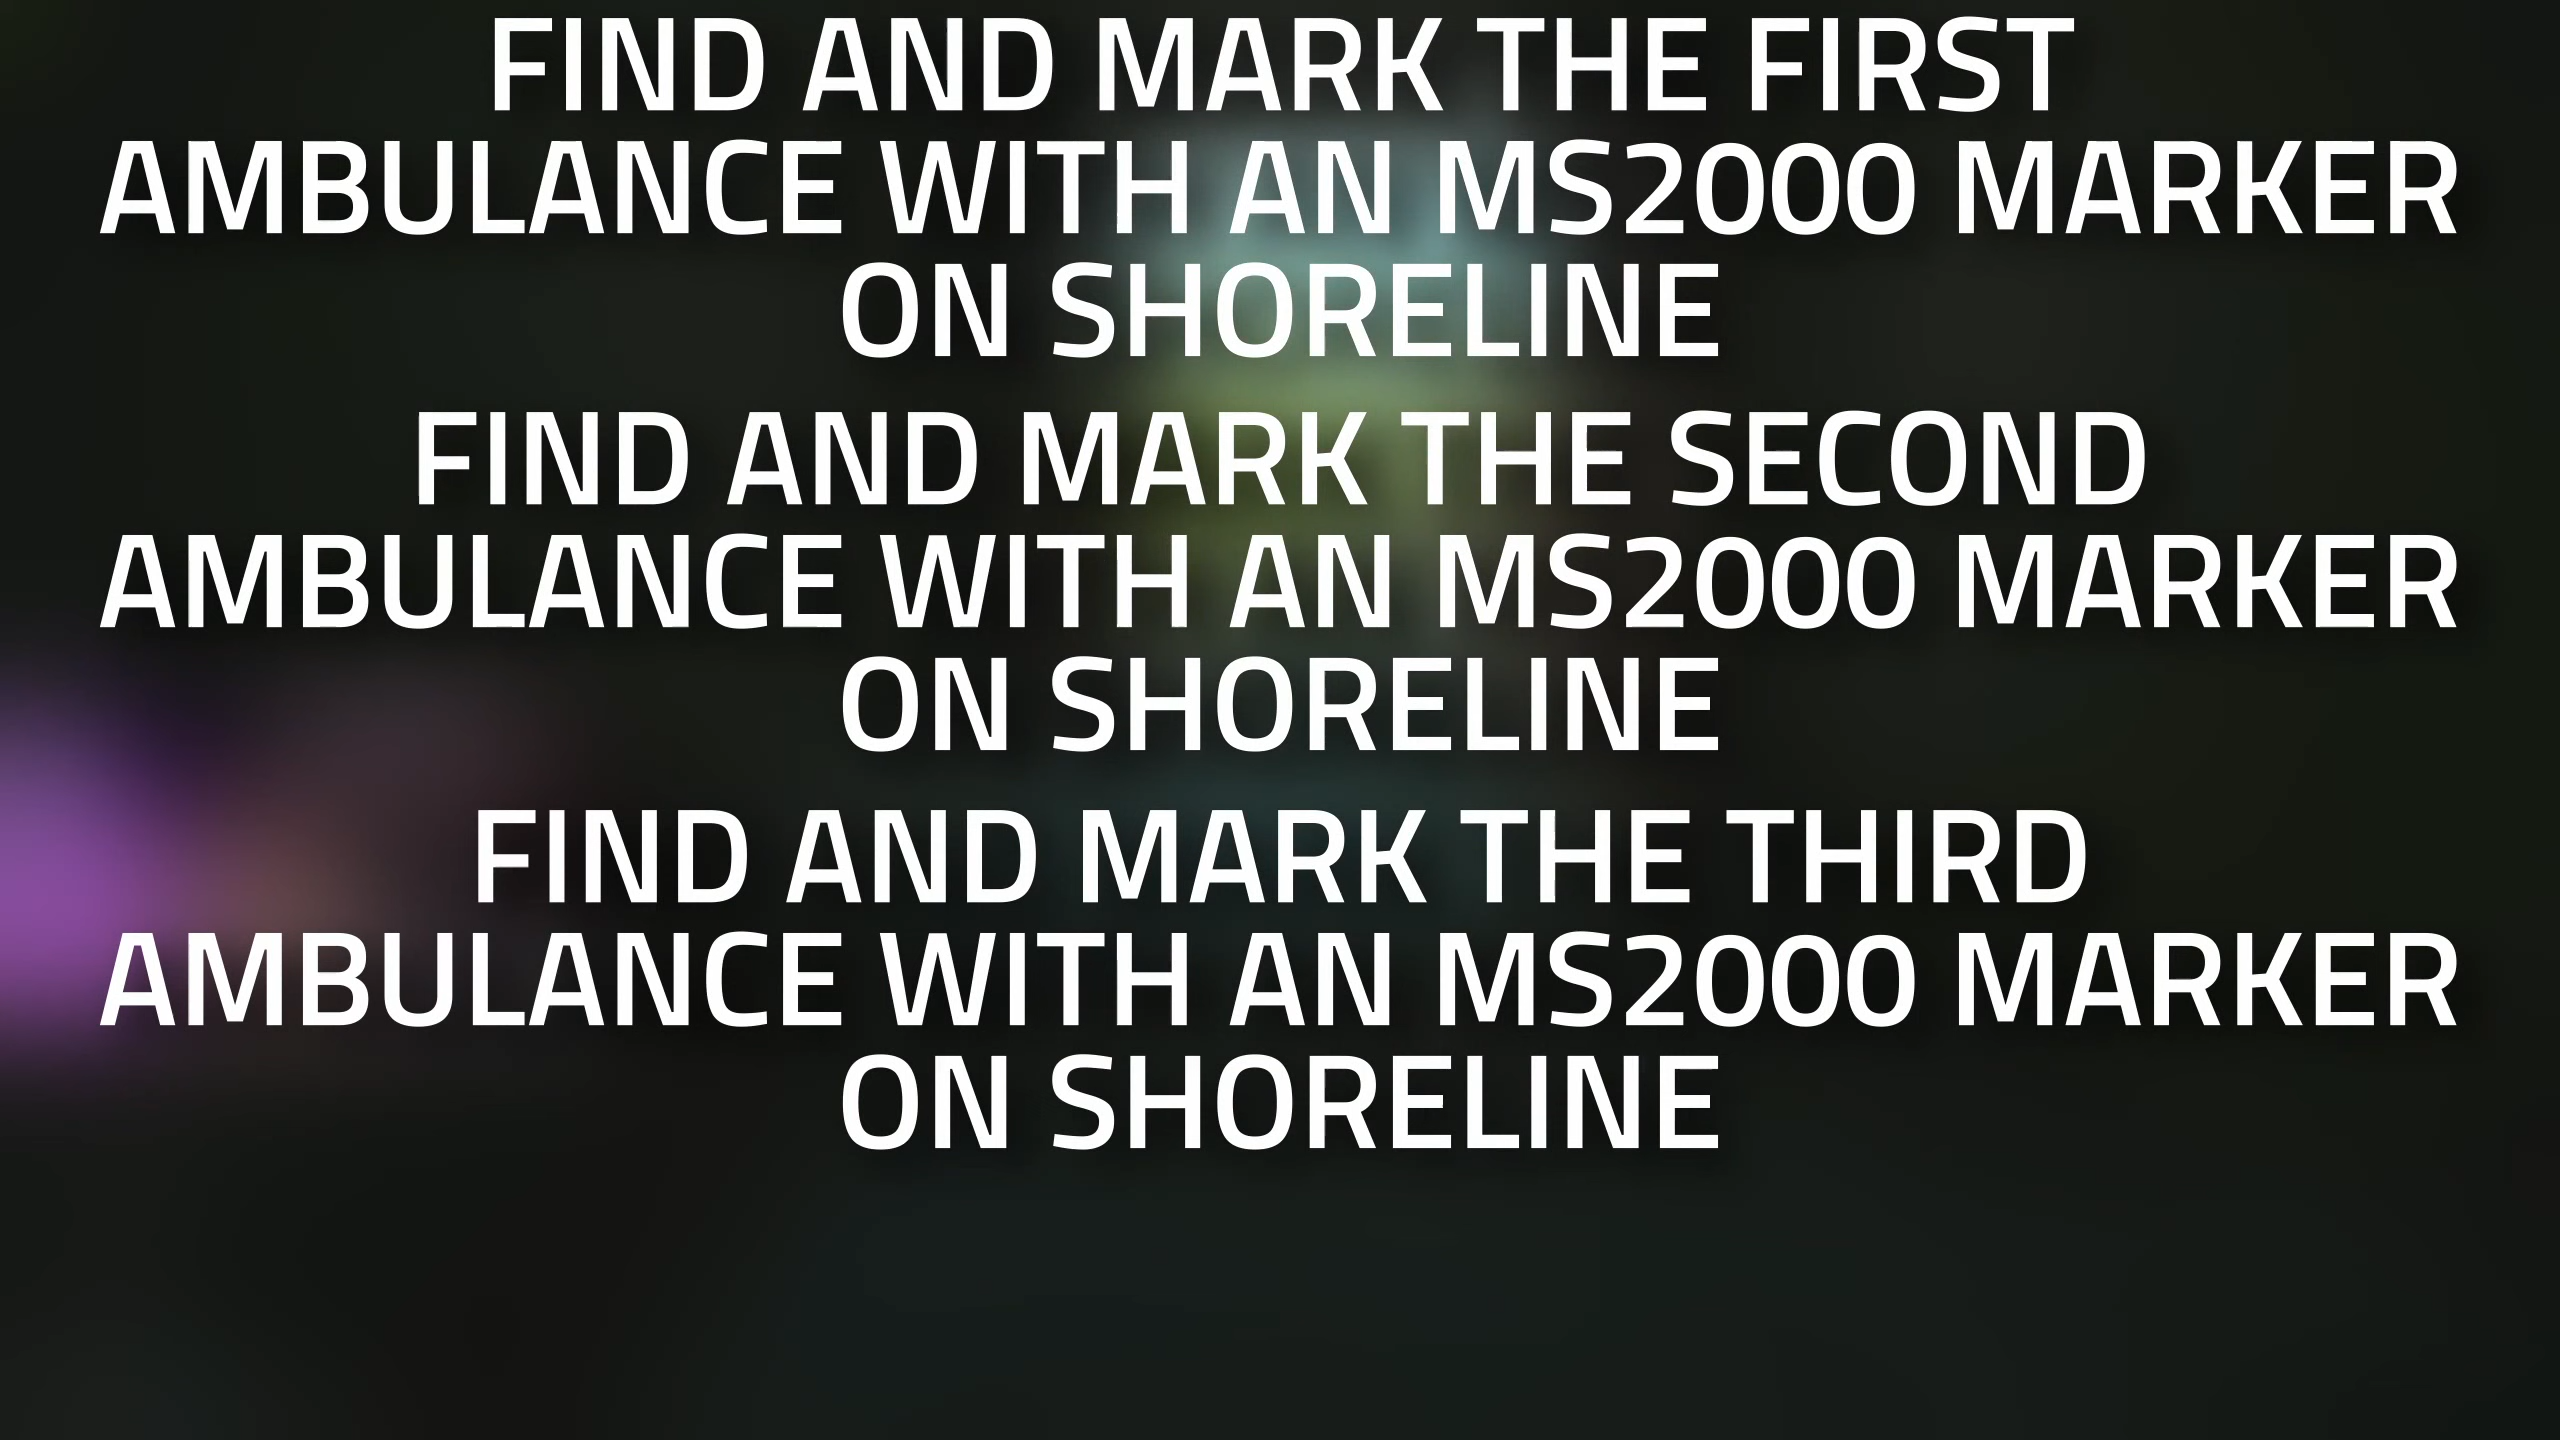 FIND AND MARK THE FIRST
AMBULANCE WITH AN MS2000 MARKER
ON SHORELINE
FIND AND MARK THE SECOND
AMBULANCE WITH AN MS2000 MARKER
ON SHORELINE
FIND AND MARK THE THIRD
AMBULANCE WITH AN MS2000 MARKER
ON SHORELINE